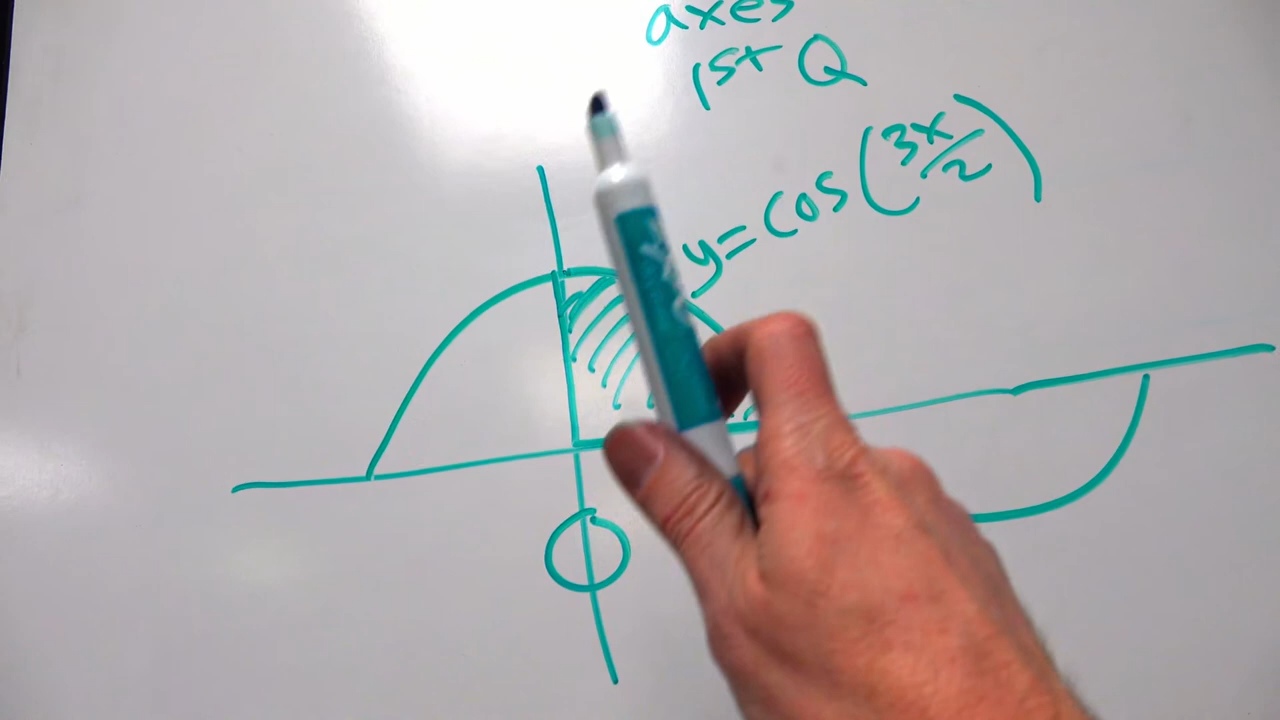 axes
1st Q
y = cos(3x/2)